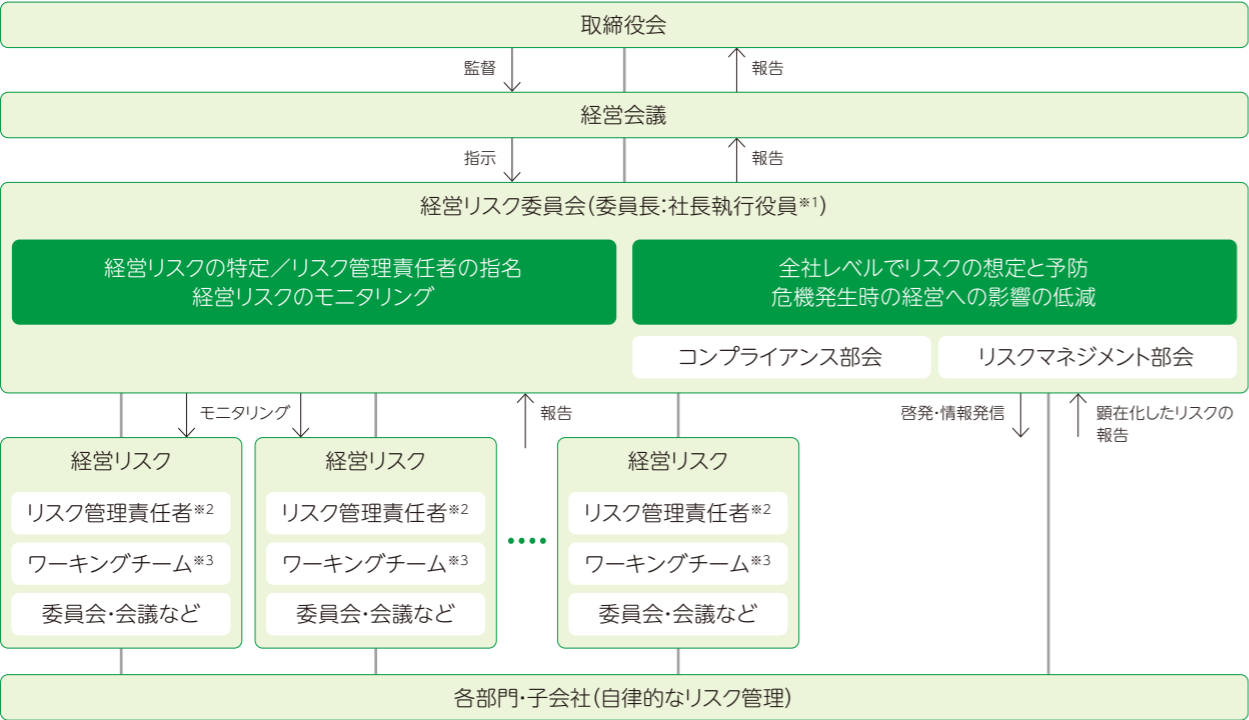 取締役会
監督
報告
経営会議
指示
報告
経営リスク委員会(委員長:社長執行役員※1)
経営リスクの特定／リスク管理責任者の指名
経営リスクのモニタリング
全社レベルでリスクの想定と予防
危機発生時の経営への影響の低減
コンプライアンス部会
リスクマネジメント部会
モニタリング
報告
啓発・情報発信
顕在化したリスクの
報告
経営リスク
リスク管理責任者※2
ワーキングチーム※3
委員会・会議など
経営リスク
リスク管理責任者※2
ワーキングチーム※3
委員会・会議など
経営リスク
リスク管理責任者※2
ワーキングチーム※3
委員会・会議など
各部門・子会社(自律的なリスク管理)